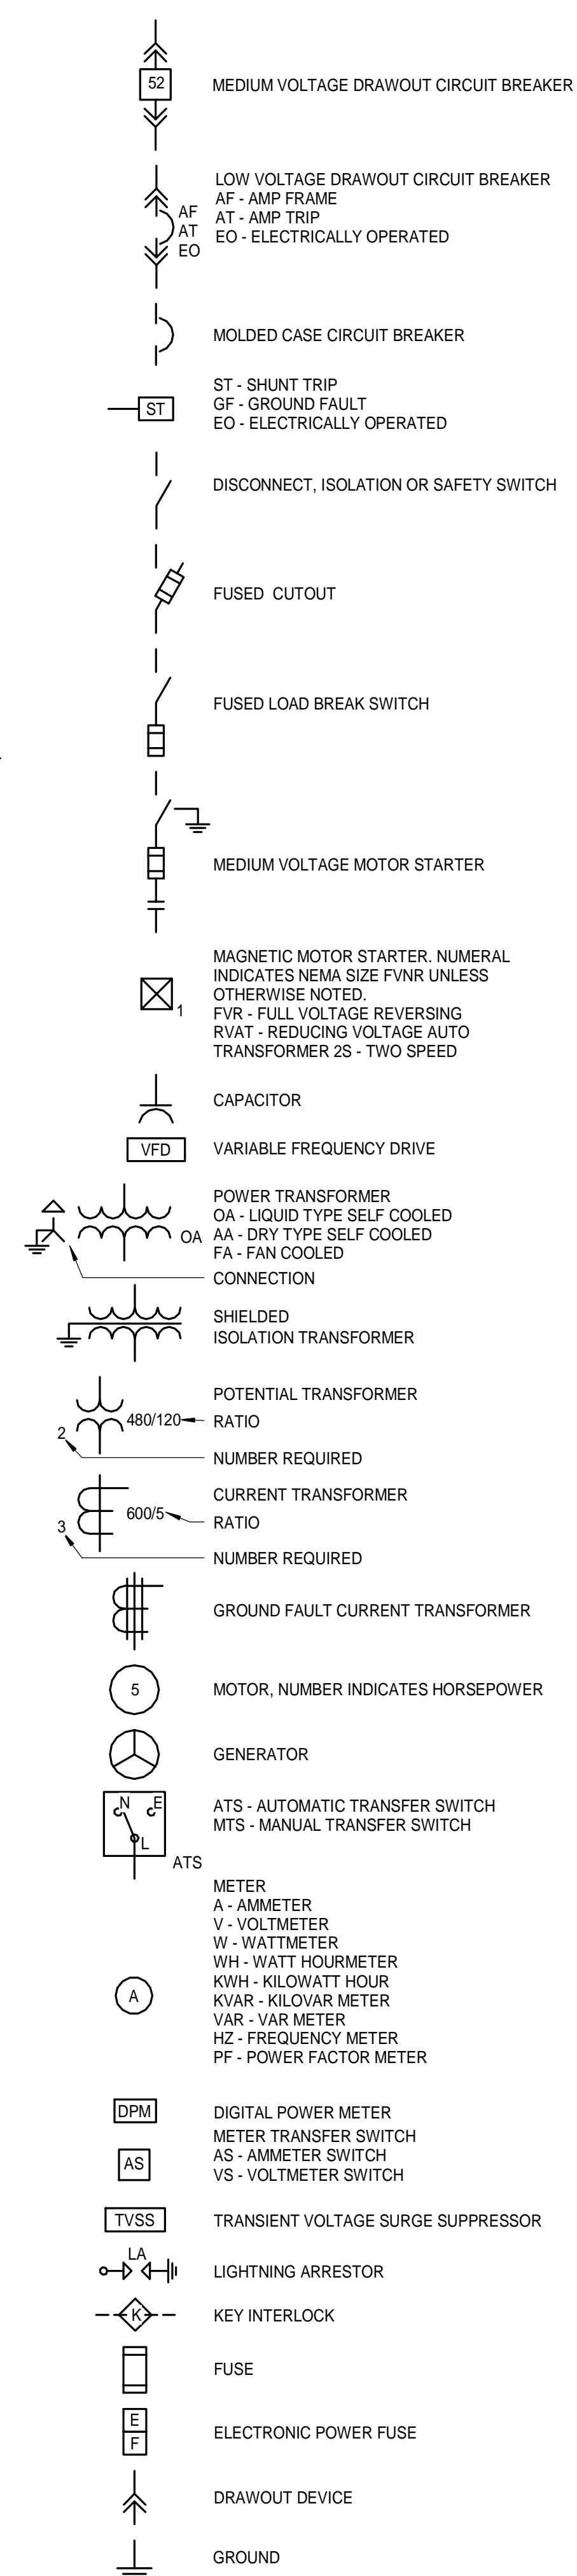 52
MEDIUM VOLTAGE DRAWOUT CIRCUIT BREAKER
AF
AT
EO
LOW VOLTAGE DRAWOUT CIRCUIT BREAKER
AF - AMP FRAME
AT - AMP TRIP
EO - ELECTRICALLY OPERATED
MOLDED CASE CIRCUIT BREAKER
ST
ST - SHUNT TRIP
GF - GROUND FAULT
EO - ELECTRICALLY OPERATED
DISCONNECT, ISOLATION OR SAFETY SWITCH
FUSED CUTOUT
FUSED LOAD BREAK SWITCH
MEDIUM VOLTAGE MOTOR STARTER
1
MAGNETIC MOTOR STARTER. NUMERAL
INDICATES NEMA SIZE FVNR UNLESS
OTHERWISE NOTED.
FVR - FULL VOLTAGE REVERSING
RVAT - REDUCING VOLTAGE AUTO
TRANSFORMER 2S - TWO SPEED
CAPACITOR
VFD
VARIABLE FREQUENCY DRIVE
OA
POWER TRANSFORMER
OA - LIQUID TYPE SELF COOLED
AA - DRY TYPE SELF COOLED
FA - FAN COOLED
CONNECTION
SHIELDED
ISOLATION TRANSFORMER
POTENTIAL TRANSFORMER
480/120
RATIO
2
NUMBER REQUIRED
CURRENT TRANSFORMER
600/5
RATIO
3
NUMBER REQUIRED
GROUND FAULT CURRENT TRANSFORMER
5
MOTOR, NUMBER INDICATES HORSEPOWER
GENERATOR
N E
L
ATS
ATS - AUTOMATIC TRANSFER SWITCH
MTS - MANUAL TRANSFER SWITCH
METER
A - AMMETER
V - VOLTMETER
W - WATTMETER
WH - WATT HOURMETER
KWH - KILOWATT HOUR
KVAR - KILOVAR METER
VAR - VAR METER
HZ - FREQUENCY METER
PF - POWER FACTOR METER
A
DPM
DIGITAL POWER METER
METER TRANSFER SWITCH
AS - AMMETER SWITCH
VS - VOLTMETER SWITCH
AS
TVSS
TRANSIENT VOLTAGE SURGE SUPPRESSOR
LA
LIGHTNING ARRESTOR
K
KEY INTERLOCK
FUSE
E
F
ELECTRONIC POWER FUSE
DRAWOUT DEVICE
GROUND